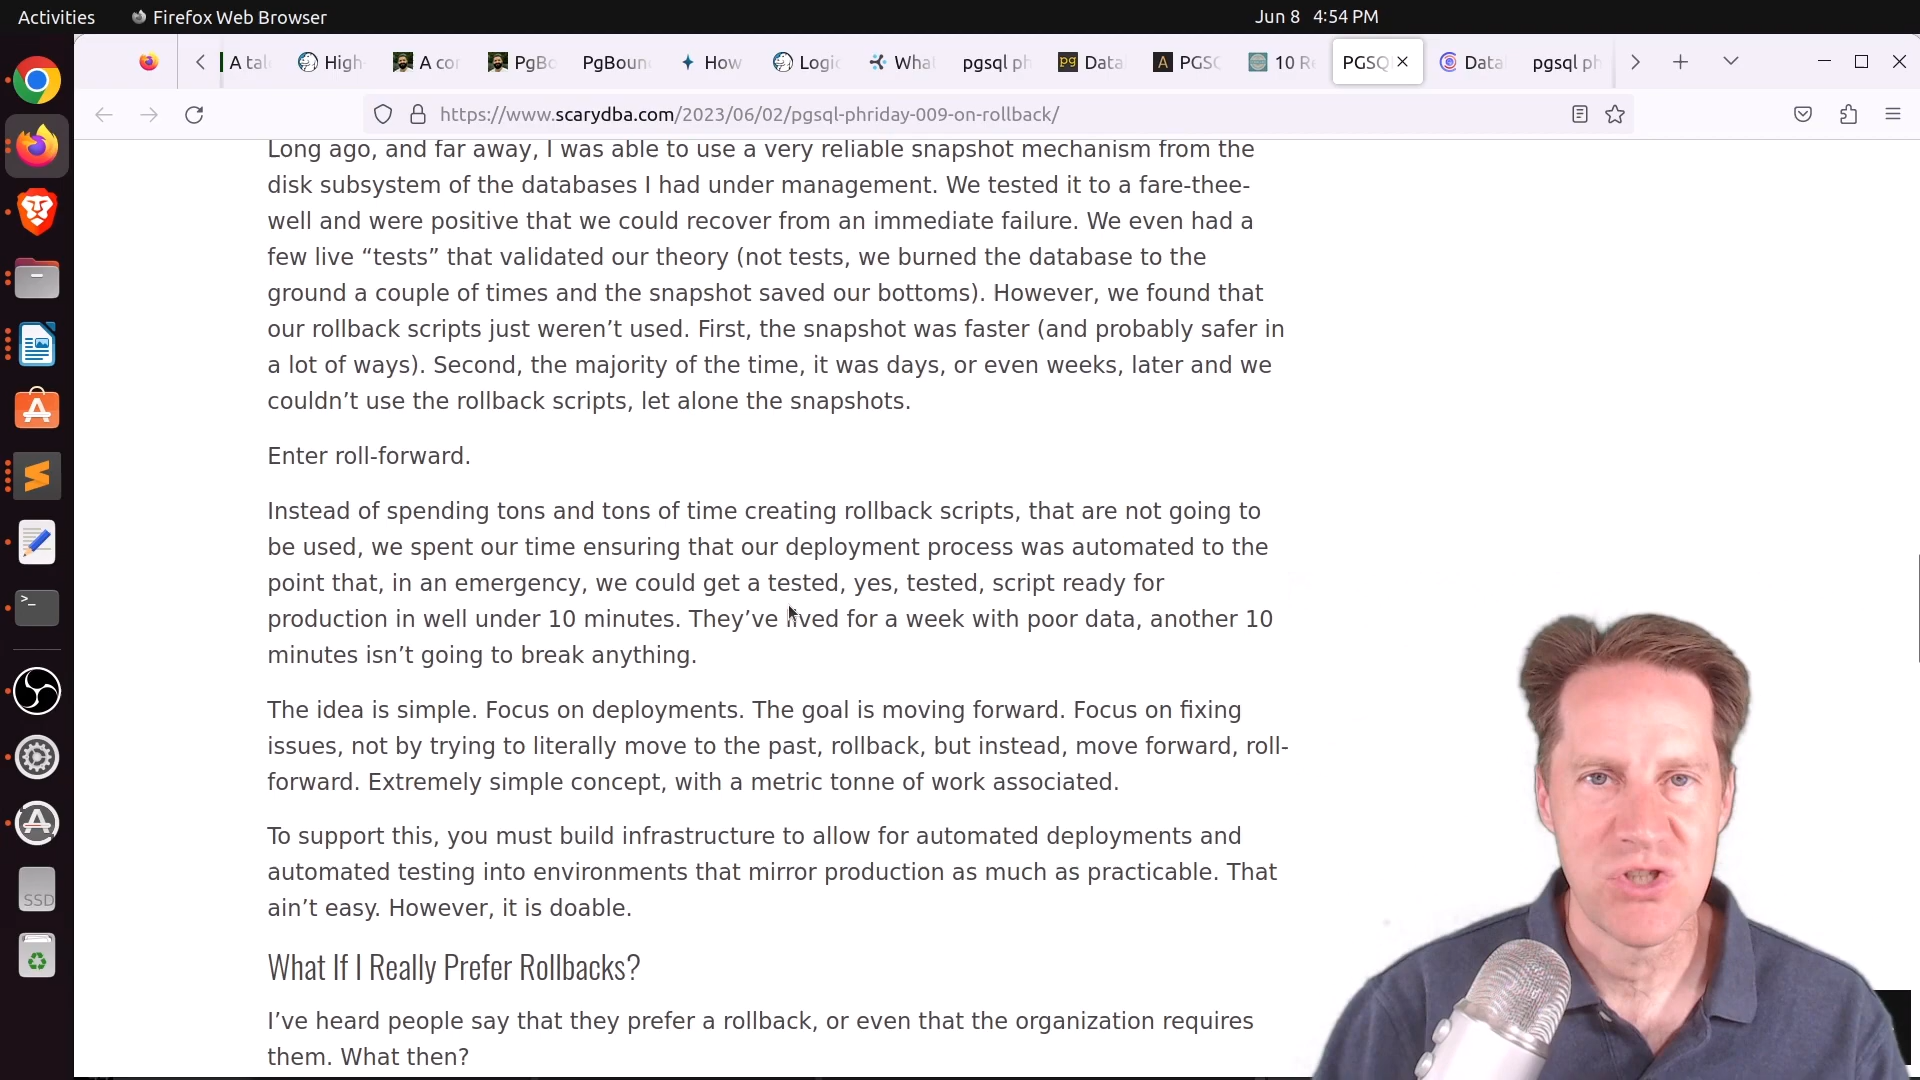 Activities
Firefox Web Browser
Jun 8 4:54 PM
A tal
High-
A cor
PgBo
PgBoun
How
Logic
What
pgsql ph
Data
PGSQ
10 Re
PGSQ
Data
pgsql ph
https://www.scarydba.com/2023/06/02/pgsql-phriday-009-on-rollback/
Long ago, and far away, I was able to use a very reliable snapshot mechanism from the
disk subsystem of the databases I had under management. We tested it to a fare-thee-
well and were positive that we could recover from an immediate failure. We even had a
few live “tests” that validated our theory (not tests, we burned the database to the
ground a couple of times and the snapshot saved our bottoms). However, we found that
our rollback scripts just weren’t used. First, the snapshot was faster (and probably safer in
a lot of ways). Second, the majority of the time, it was days, or even weeks, later and we
couldn’t use the rollback scripts, let alone the snapshots.
Enter roll-forward.
Instead of spending tons and tons of time creating rollback scripts, that are not going to
be used, we spent our time ensuring that our deployment process was automated to the
point that, in an emergency, we could get a tested, yes, tested, script ready for
production in well under 10 minutes. They’ve lived for a week with poor data, another 10
minutes isn’t going to break anything.
The idea is simple. Focus on deployments. The goal is moving forward. Focus on fixing
issues, not by trying to literally move to the past, rollback, but instead, move forward, roll-
forward. Extremely simple concept, with a metric tonne of work associated.
To support this, you must build infrastructure to allow for automated deployments and
automated testing into environments that mirror production as much as practicable. That
ain’t easy. However, it is doable.
What If I Really Prefer Rollbacks?
I’ve heard people say that they prefer a rollback, or even that the organization requires
them. What then?
SSD